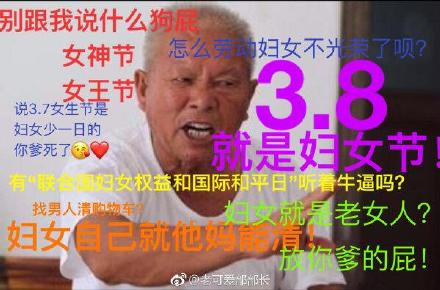 别跟我说什么狗屁
女神节
女王节
怎么劳动妇女不光荣了呗?
3.8
就是妇女节!
说3.7女生节是
妇女少一日的
你爹死了😘❤️
有“联合国妇女权益和国际和平日”听着牛逼吗?
找男人清购物车?
妇女自己就他妈能清!
妇女就是老女人?
放你爹的屁!
@老可爱部部长